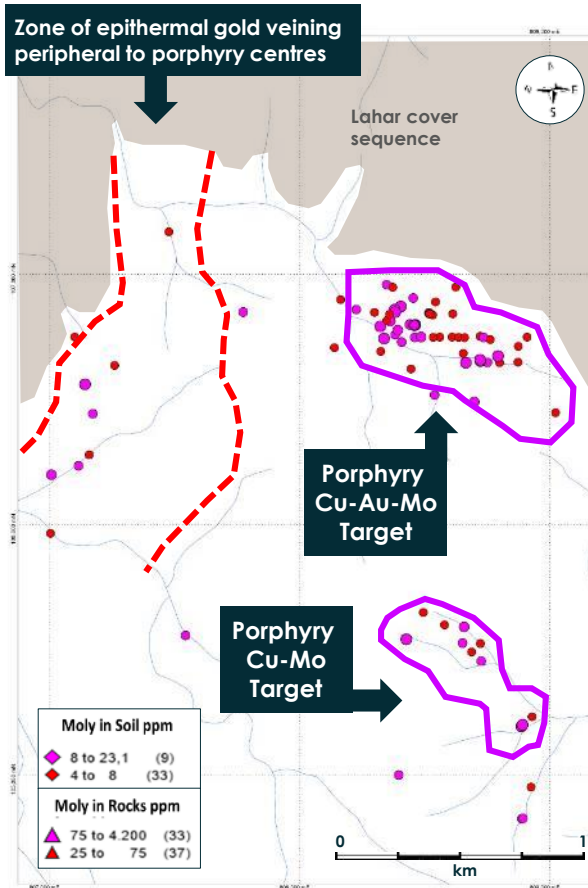 Zone of epithermal gold veining
peripheral to porphyry centres
Lahar cover
sequence
N
S
Porphyry
Cu-Au-Mo
Target
Porphyry
Cu-Mo
Target
Moly in Soil ppm
8 to 23,1 (9)
4 to 8 (33)
Moly in Rocks ppm
75 to 4.200 (33)
25 to 75 (37)
0 1
km